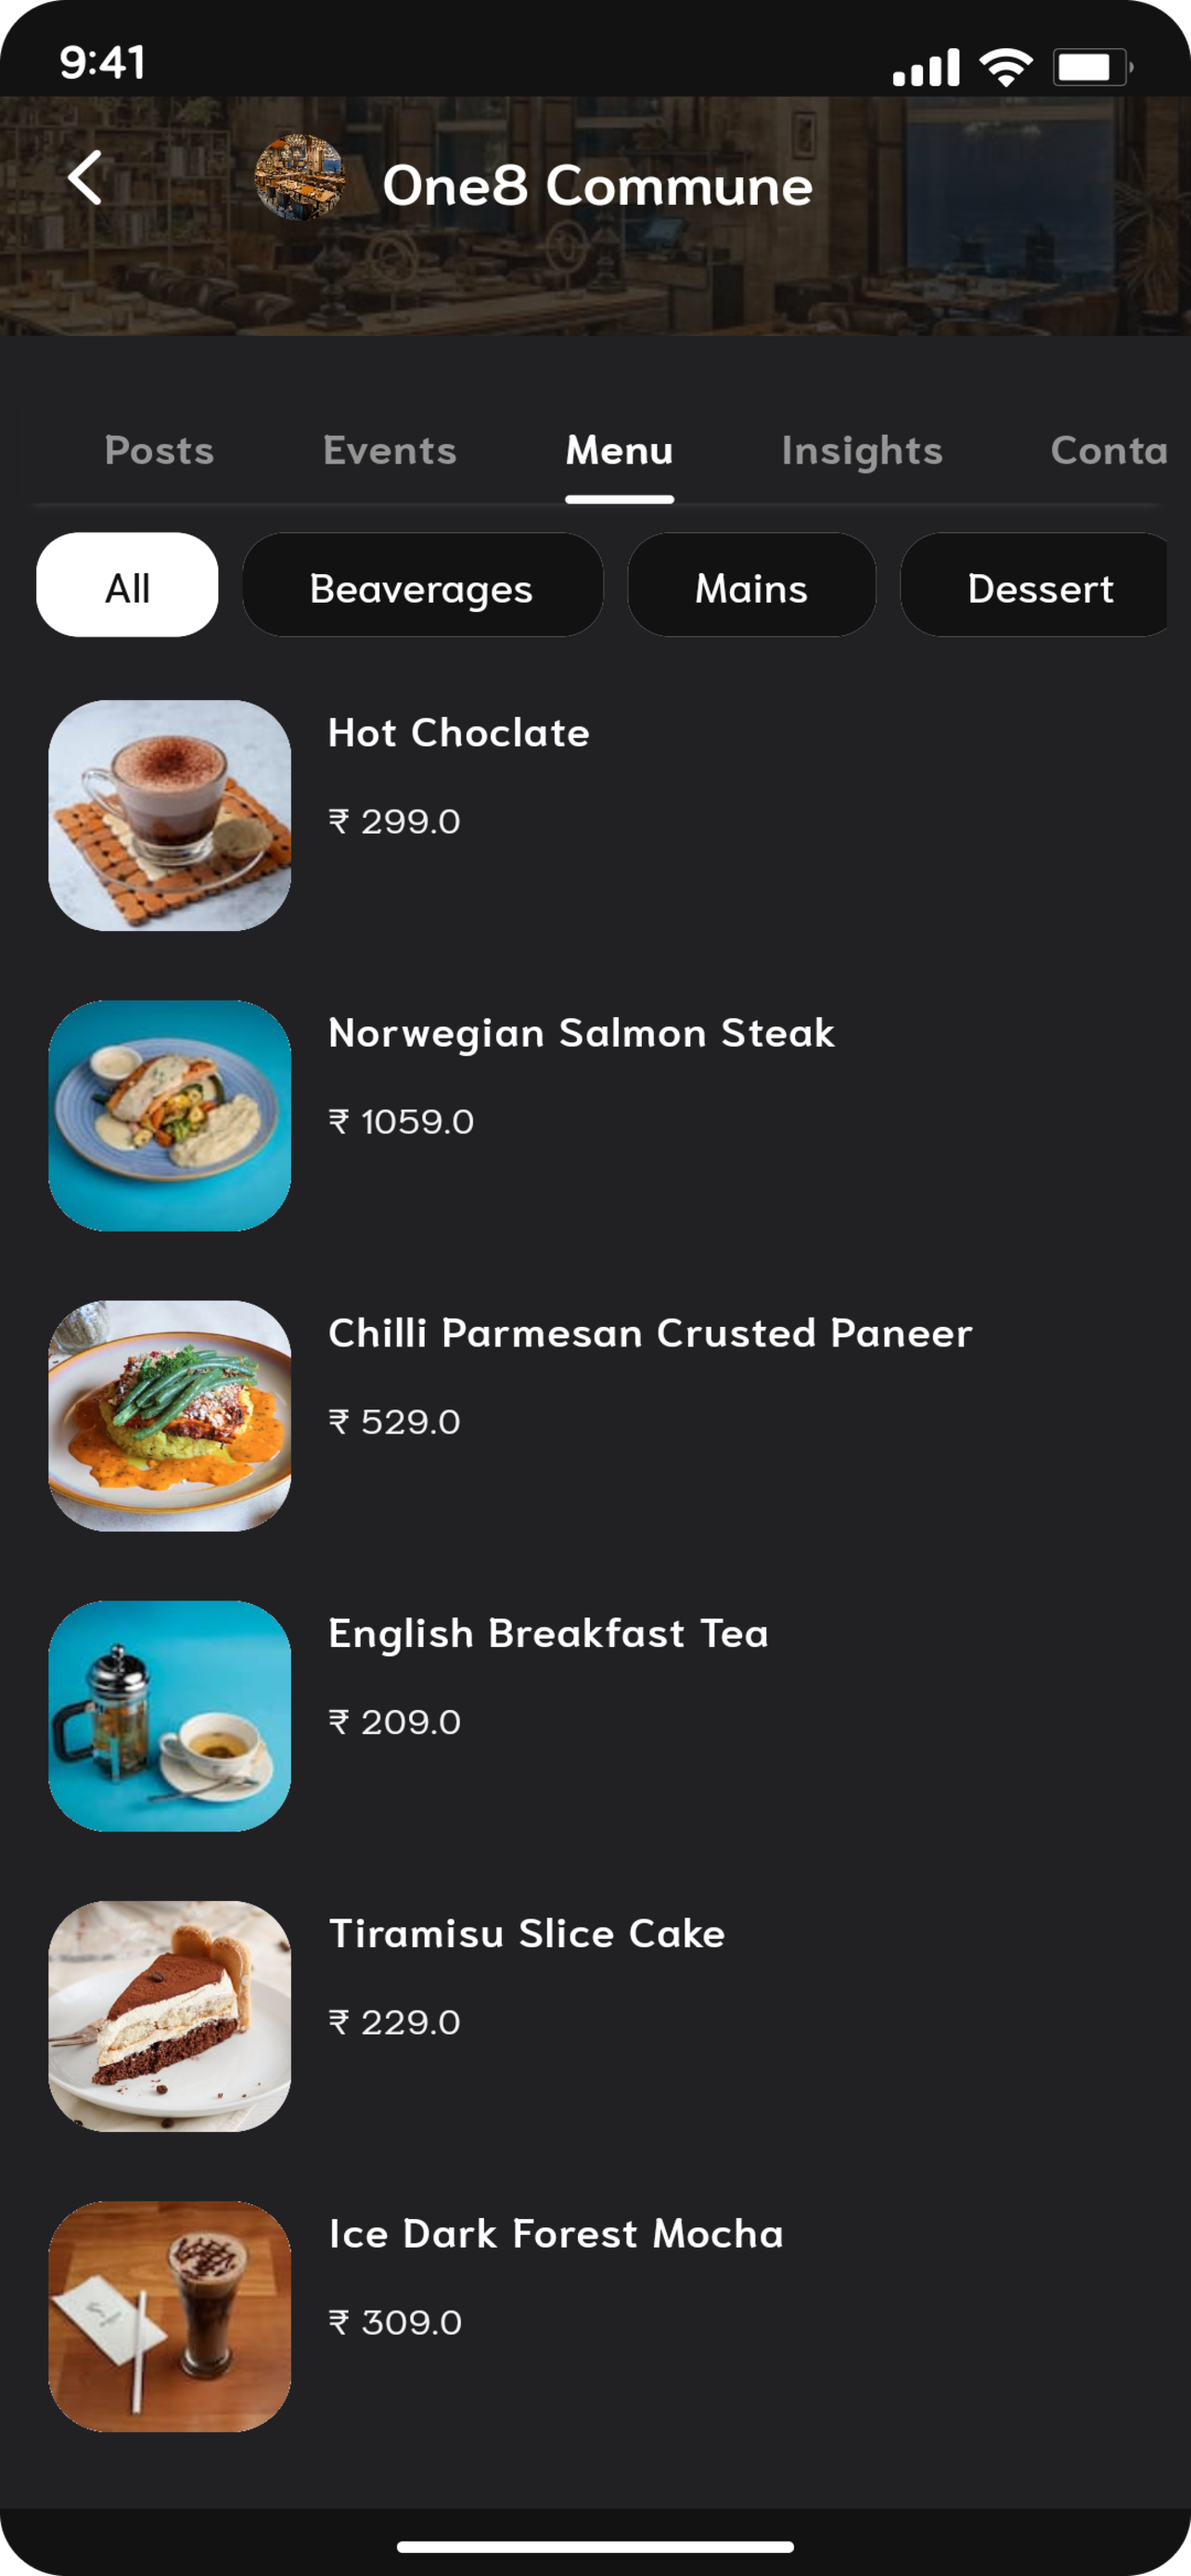 9:41
One8 Commune
Posts Events Menu Insights Conta
All Beaverages Mains Dessert
Hot Choclate
₹ 299.0
Norwegian Salmon Steak
₹ 1059.0
Chilli Parmesan Crusted Paneer
₹ 529.0
English Breakfast Tea
₹ 209.0
Tiramisu Slice Cake
₹ 229.0
Ice Dark Forest Mocha
₹ 309.0